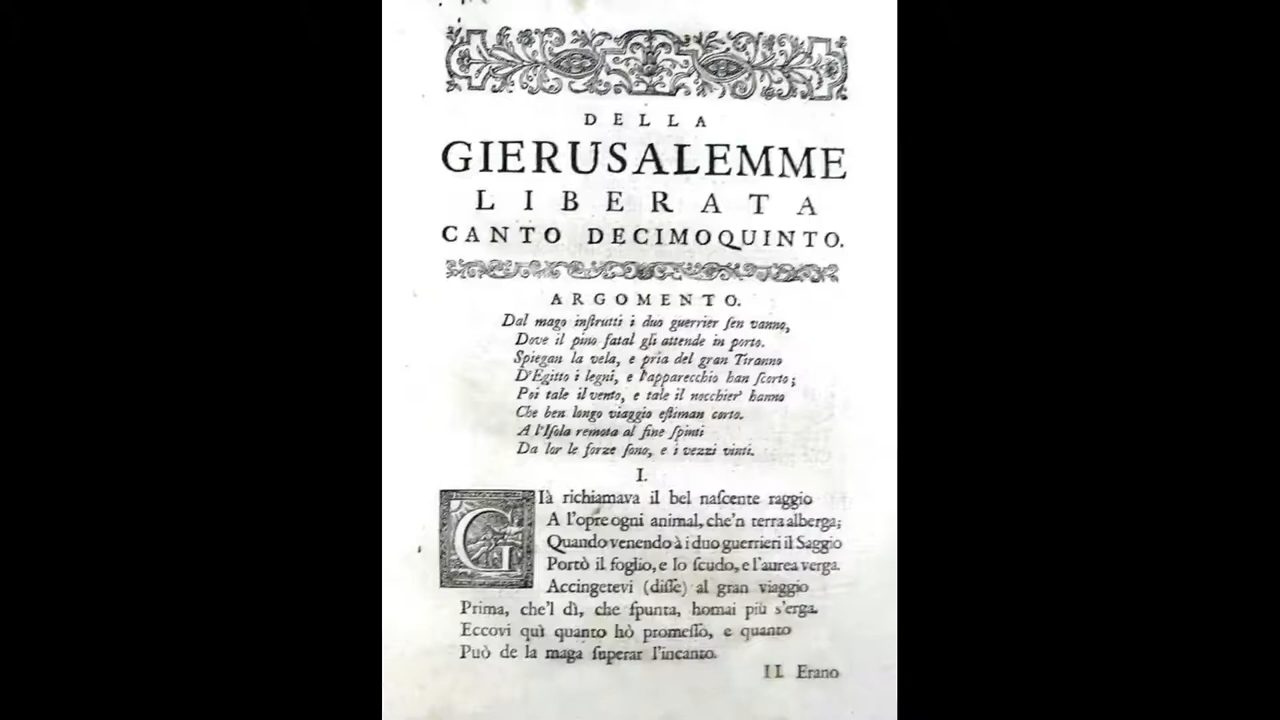 DELLA
GIERUSALEMME
LIBERATA
CANTO DECIMOQUINTO.
ARGOMENTO.
Dal mago inſtrutti i duo guerrier ſen vanno,
Dove il pino fatal gli attende in porto.
Spiegan la vela, e pria del gran Tiranno
D'Egitto i legni, e l'apparecchio han ſcorto;
Poi tale il vento, e tale il nocchier' hanno
Che ben longo viaggio eſtiman corto.
A l'Iſola remota al fine ſpinti
Da lor le forze ſono, e i vezzi vinti.
I.
GIà richiamava il bel naſcente raggio
A l'opre ogni animal, che'n terra alberga;
Quando venendo à i duo guerrieri il Saggio
Portò il foglio, e lo ſcudo, e l'aurea verga.
Accingetevi (diſſe) al gran viaggio
Prima, che'l dì, che ſpunta, homai più s'erga.
Eccovi quì quanto hò promeſſo, e quanto
Può de la maga ſuperar l'incanto.
II. Erano